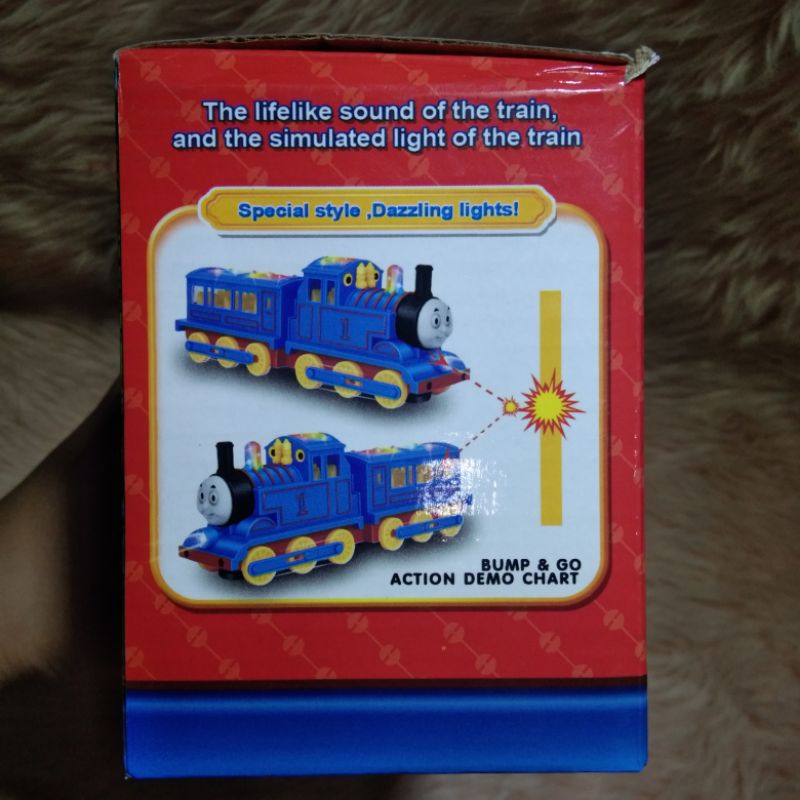 The lifelike sound of the train,
and the simulated light of the train
Special style ,Dazzling lights!
1
1
BUMP & GO
ACTION DEMO CHART